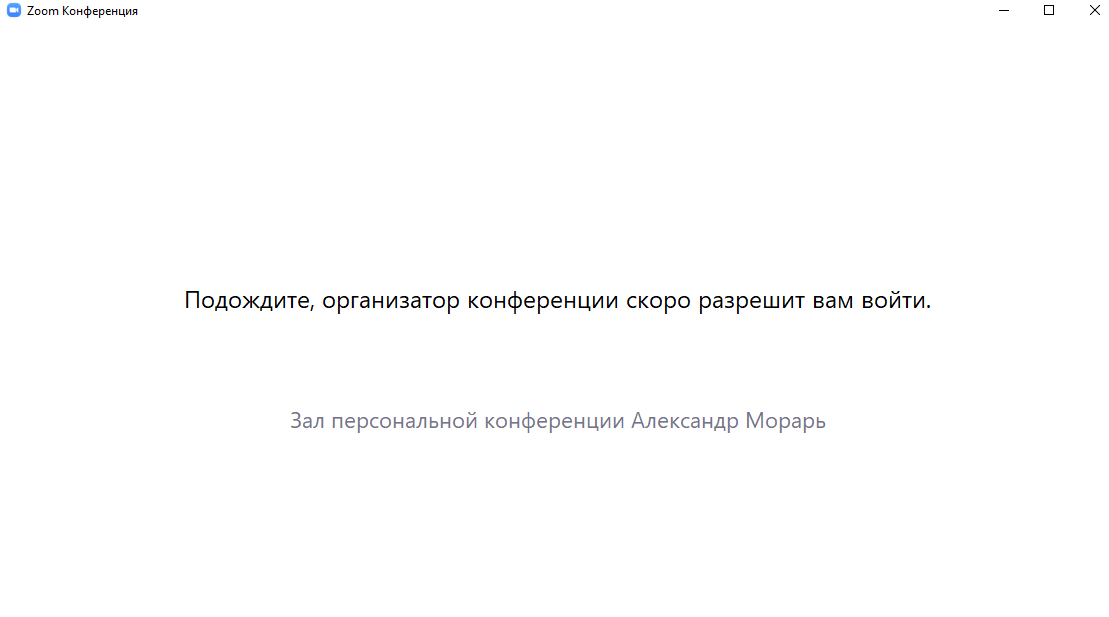 Zoom Конференция
Подождите, организатор конференции скоро разрешит вам войти.
Зал персональной конференции Александр Морарь